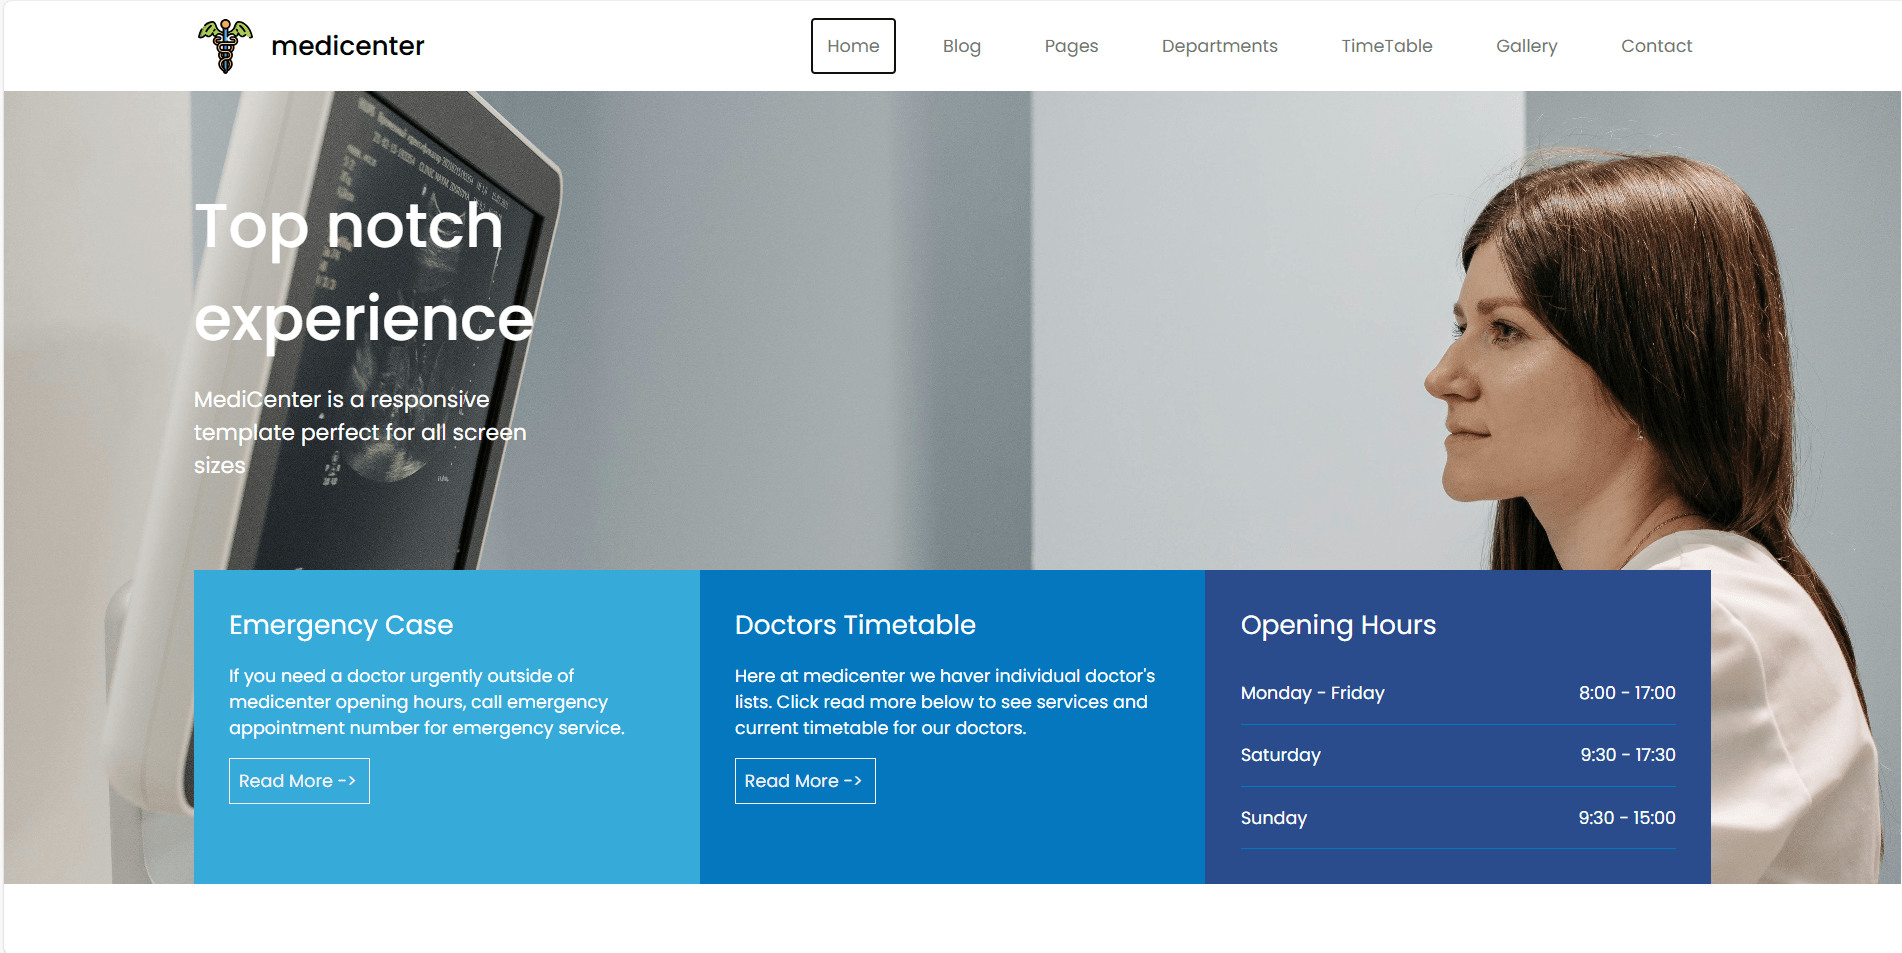 medicenter
Home Blog Pages Departments TimeTable Gallery Contact
Top notch
experience
MediCenter is a responsive
template perfect for all screen
sizes
Emergency Case
If you need a doctor urgently outside of
medicenter opening hours, call emergency
appointment number for emergency service.
Read More ->
Doctors Timetable
Here at medicenter we haver individual doctor's
lists. Click read more below to see services and
current timetable for our doctors.
Read More ->
Opening Hours
Monday - Friday 8:00 - 17:00
Saturday 9:30 - 17:30
Sunday 9:30 - 15:00